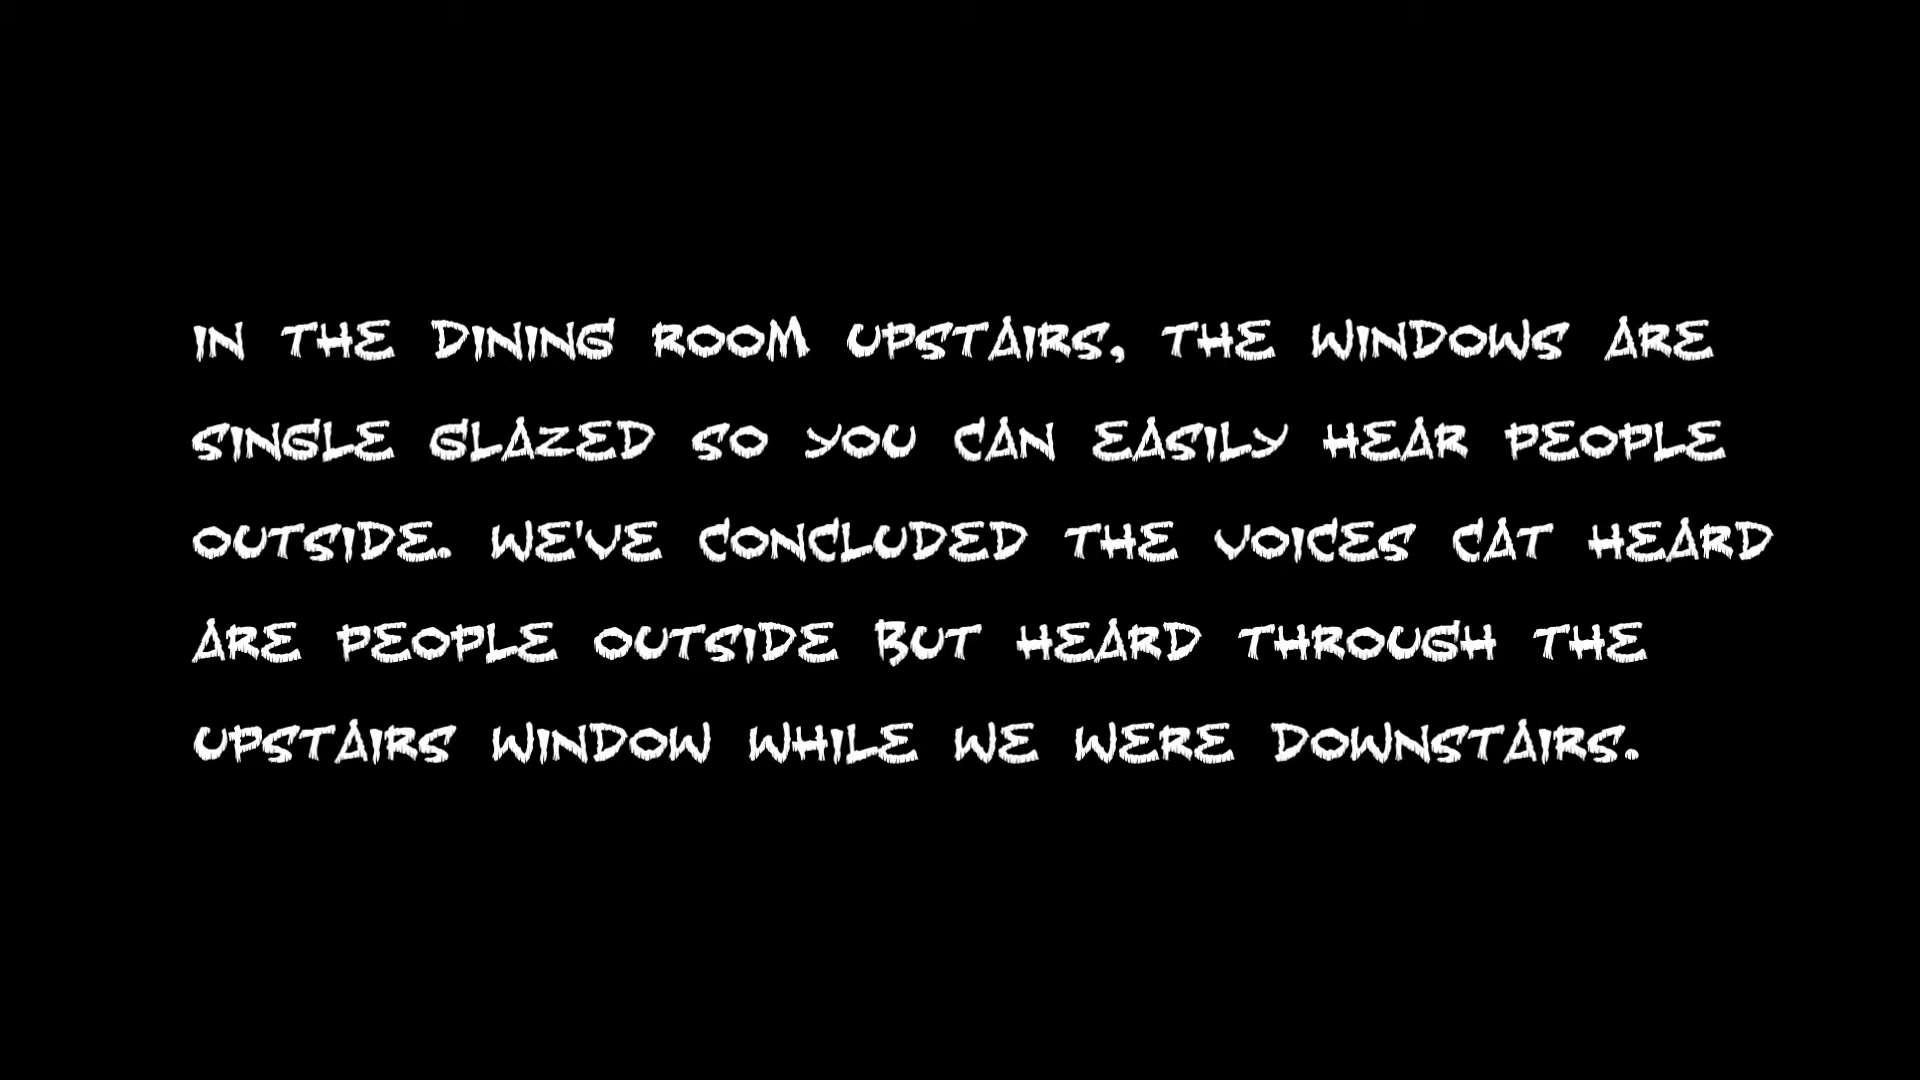 IN THE DINING ROOM UPSTAIRS, THE WINDOWS ARE
SINGLE GLAZED SO YOU CAN EASILY HEAR PEOPLE
OUTSIDE. WE'VE CONCLUDED THE VOICES CAT HEARD
ARE PEOPLE OUTSIDE BUT HEARD THROUGH THE
UPSTAIRS WINDOW WHILE WE WERE DOWNSTAIRS.